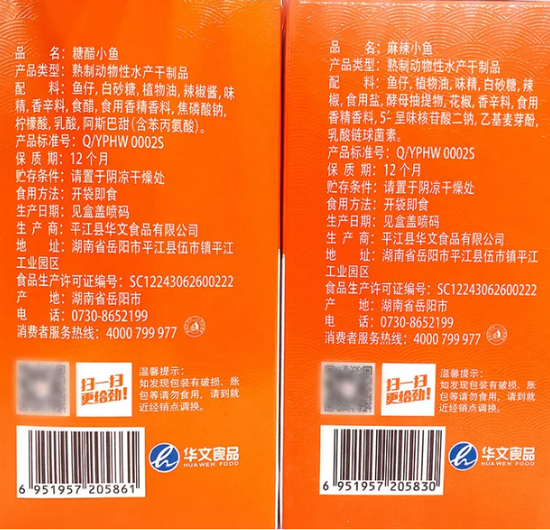 品 名：糖醋小鱼
产品类型：熟制动物性水产干制品
配 料：鱼仔，白砂糖，植物油，辣椒酱，味
精，香辛料，食醋，食用香精香料，焦磷酸钠，
柠檬酸，乳酸，阿斯巴甜(含苯丙氨酸)。
产品标准号：Q/YPHW 0002S
保 质 期：12 个月
贮存条件：请置于阴凉干燥处
食用方法：开袋即食
生产日期：见盒盖喷码
生 产 商：平江县华文食品有限公司
地 址：湖南省岳阳市平江县伍市镇平江
工业园区
食品生产许可证编号：SC12243062600222
产 地：湖南省岳阳市
电 话：0730-8652199
消费者服务热线：4000 799 977
扫一扫
更给劲!
温馨提示：
如发现包装有破损、胀
包等请勿食用，请到就
近经销点调换。
6 951957 205861
华文食品
HUA WEN FOOD
品 名：麻辣小鱼
产品类型：熟制动物性水产干制品
配 料：鱼仔，植物油，味精，白砂糖，辣
椒，食用盐，酵母抽提物，花椒，香辛料，食用
香精香料，5'-呈味核苷酸二钠，乙基麦芽酚，
乳酸链球菌素。
产品标准号：Q/YPHW 0002S
保 质 期：12 个月
贮存条件：请置于阴凉干燥处
食用方法：开袋即食
生产日期：见盒盖喷码
生 产 商：平江县华文食品有限公司
地 址：湖南省岳阳市平江县伍市镇平江
工业园区
食品生产许可证编号：SC12243062600222
产 地：湖南省岳阳市
电 话：0730-8652199
消费者服务热线：4000 799 977
扫一扫
更给劲!
温馨提示：
如发现包装有破损、胀
包等请勿食用，请到就
近经销点调换。
6 951957 205830
华文食品
HUA WEN FOOD